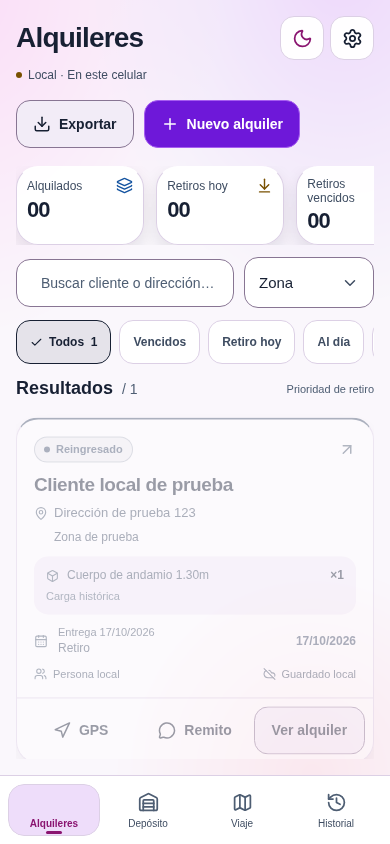 Alquileres
Local · En este celular
Exportar
Nuevo alquiler
Alquilados
00
Retiros hoy
00
Retiros
vencidos
00
Buscar cliente o dirección…
Zona
Todos 1
Vencidos
Retiro hoy
Al día
Resultados / 1
Prioridad de retiro
Reingresado
Cliente local de prueba
Dirección de prueba 123
Zona de prueba
Cuerpo de andamio 1.30m ×1
Carga histórica
Entrega 17/10/2026
Retiro
17/10/2026
Persona local
Guardado local
GPS
Remito
Ver alquiler
Alquileres
Depósito
Viaje
Historial